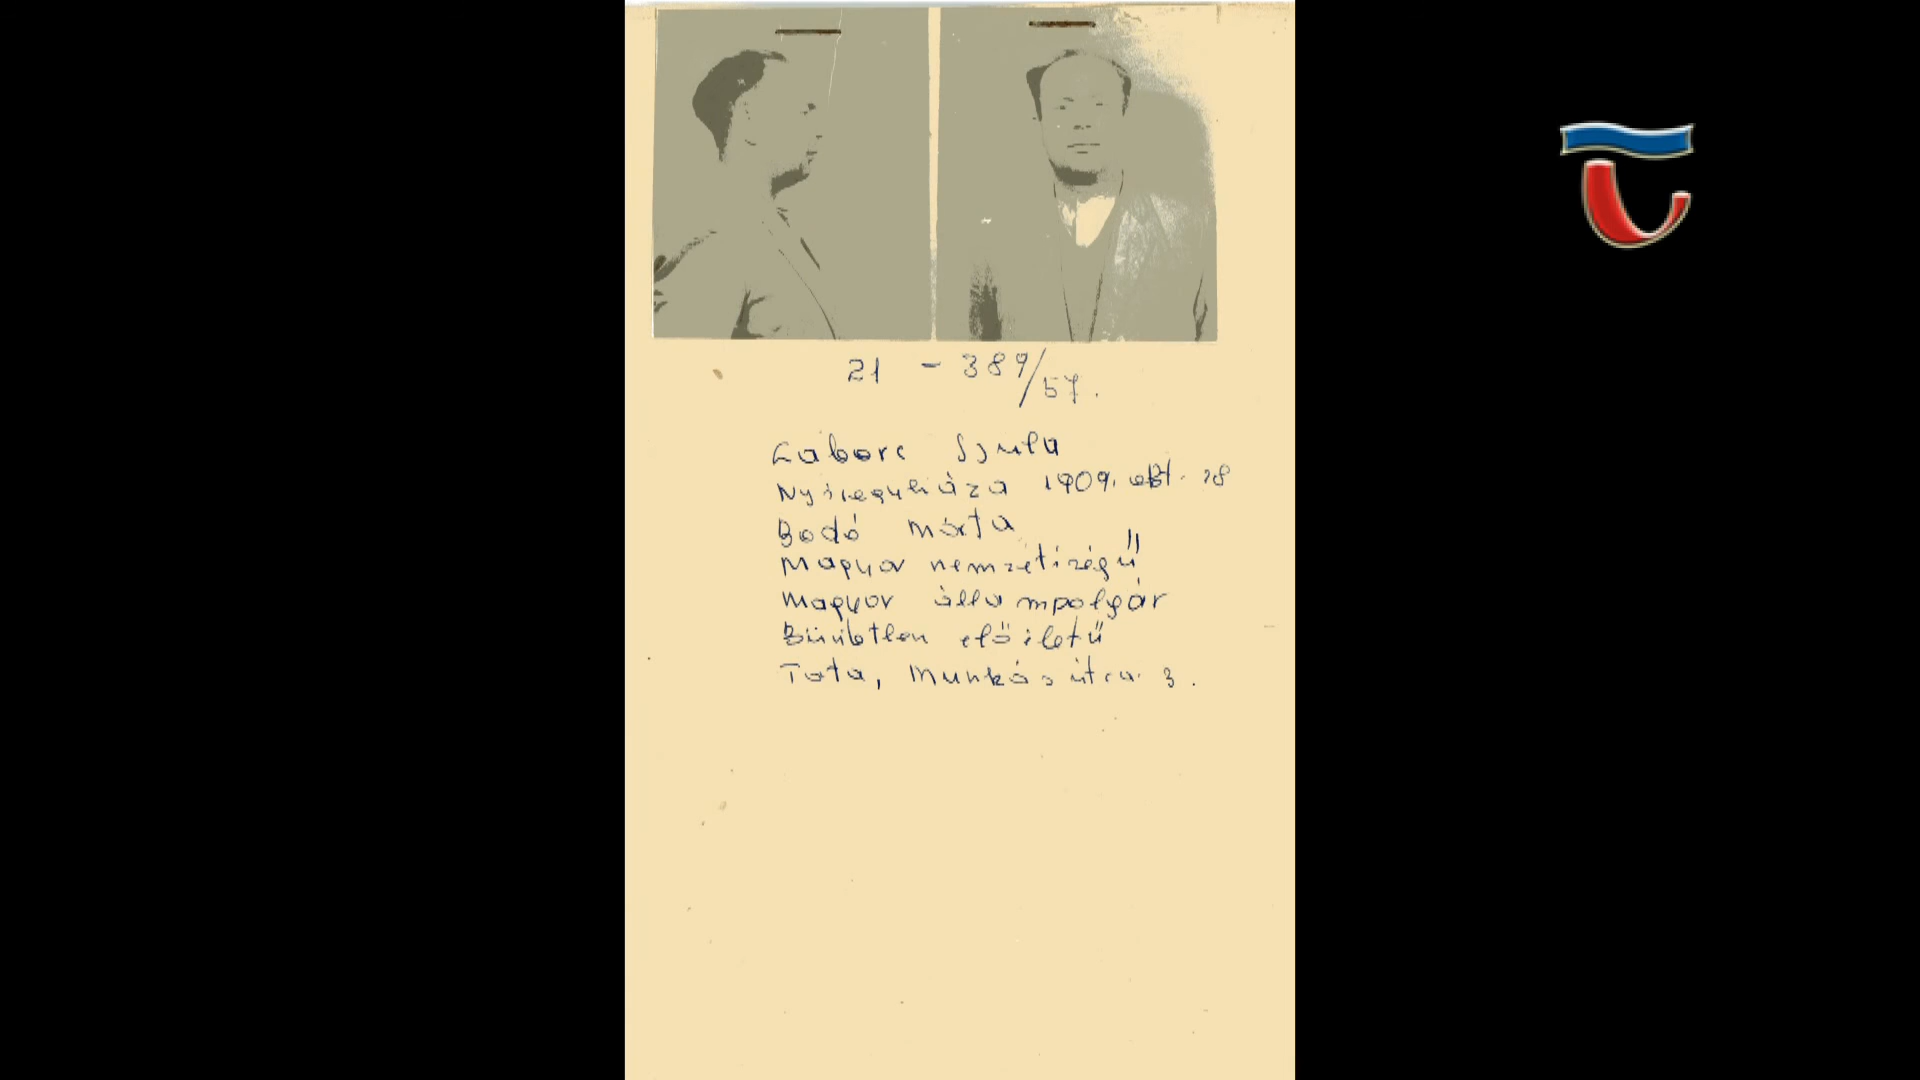 21 - 389/57.
Laborc Gyula
Nyíregyháza 1909. okt. 28
Bodó Márta
Magyar nemzetiségű
Magyar állampolgár
Büntetlen előéletű
Tata, Munkás utca 3.